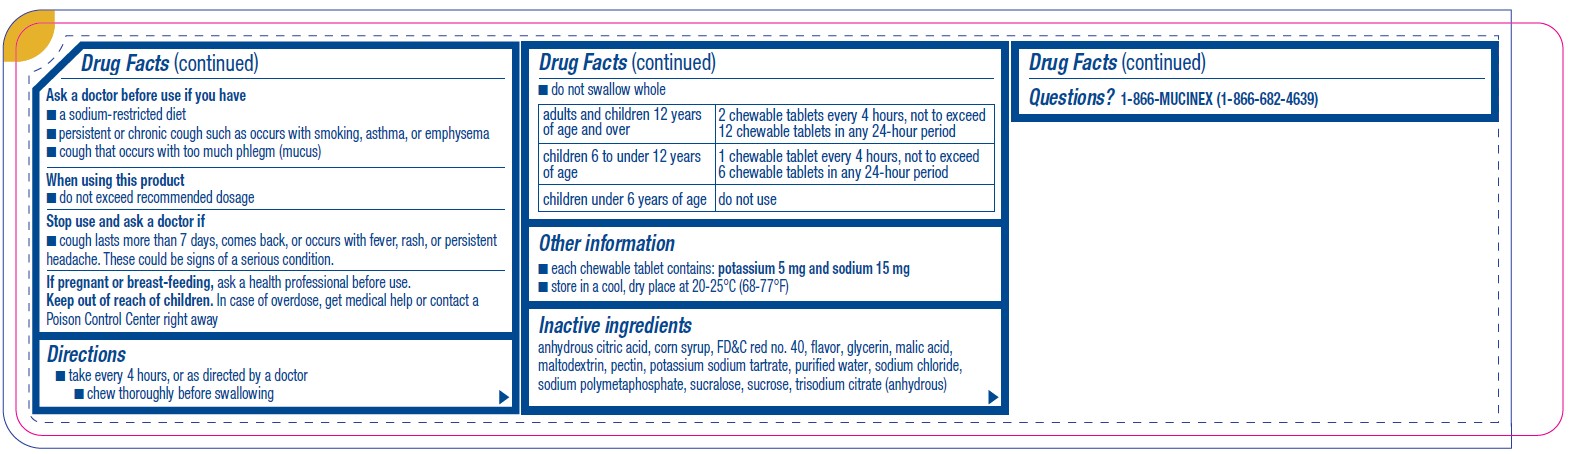 Drug Facts (continued)
Ask a doctor before use if you have
■ a sodium-restricted diet
■ persistent or chronic cough such as occurs with smoking, asthma, or emphysema
■ cough that occurs with too much phlegm (mucus)
When using this product
■ do not exceed recommended dosage
Stop use and ask a doctor if
■ cough lasts more than 7 days, comes back, or occurs with fever, rash, or persistent
headache. These could be signs of a serious condition.
If pregnant or breast-feeding, ask a health professional before use.
Keep out of reach of children. In case of overdose, get medical help or contact a
Poison Control Center right away
Directions
■ take every 4 hours, or as directed by a doctor
■ chew thoroughly before swallowing
Drug Facts (continued)
■ do not swallow whole
adults and children 12 years
of age and over
2 chewable tablets every 4 hours, not to exceed
12 chewable tablets in any 24-hour period
children 6 to under 12 years
of age
1 chewable tablet every 4 hours, not to exceed
6 chewable tablets in any 24-hour period
children under 6 years of age
do not use
Other information
■ each chewable tablet contains: potassium 5 mg and sodium 15 mg
■ store in a cool, dry place at 20-25°C (68-77°F)
Inactive ingredients
anhydrous citric acid, corn syrup, FD&C red no. 40, flavor, glycerin, malic acid,
maltodextrin, pectin, potassium sodium tartrate, purified water, sodium chloride,
sodium polymetaphosphate, sucralose, sucrose, trisodium citrate (anhydrous)
Drug Facts (continued)
Questions? 1-866-MUCINEX (1-866-682-4639)